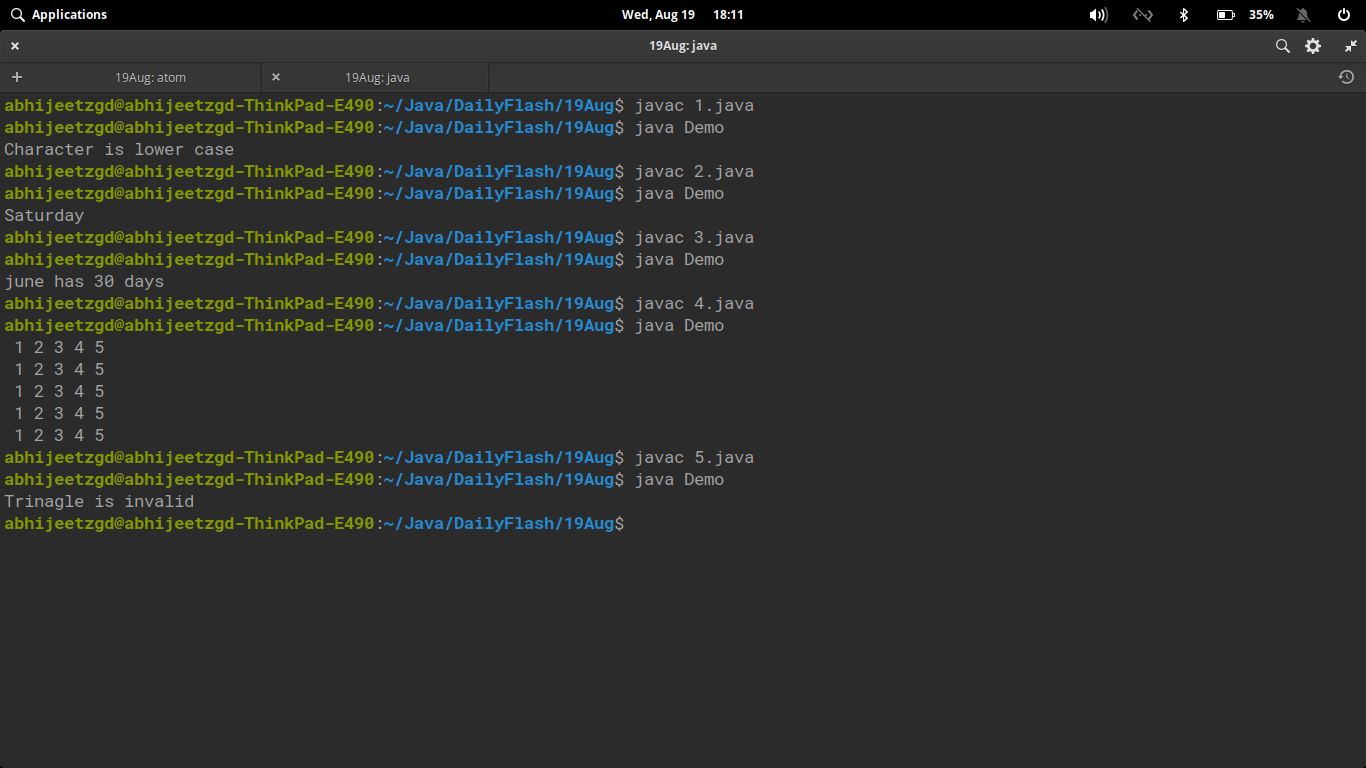 Applications Wed, Aug 19 18:11 35%
19Aug: java
+ 19Aug: atom × 19Aug: java
abhijeetzgd@abhijeetzgd-ThinkPad-E490:~/Java/DailyFlash/19Aug$ javac 1.java
abhijeetzgd@abhijeetzgd-ThinkPad-E490:~/Java/DailyFlash/19Aug$ java Demo
Character is lower case
abhijeetzgd@abhijeetzgd-ThinkPad-E490:~/Java/DailyFlash/19Aug$ javac 2.java
abhijeetzgd@abhijeetzgd-ThinkPad-E490:~/Java/DailyFlash/19Aug$ java Demo
Saturday
abhijeetzgd@abhijeetzgd-ThinkPad-E490:~/Java/DailyFlash/19Aug$ javac 3.java
abhijeetzgd@abhijeetzgd-ThinkPad-E490:~/Java/DailyFlash/19Aug$ java Demo
june has 30 days
abhijeetzgd@abhijeetzgd-ThinkPad-E490:~/Java/DailyFlash/19Aug$ javac 4.java
abhijeetzgd@abhijeetzgd-ThinkPad-E490:~/Java/DailyFlash/19Aug$ java Demo
 1 2 3 4 5
 1 2 3 4 5
 1 2 3 4 5
 1 2 3 4 5
 1 2 3 4 5
abhijeetzgd@abhijeetzgd-ThinkPad-E490:~/Java/DailyFlash/19Aug$ javac 5.java
abhijeetzgd@abhijeetzgd-ThinkPad-E490:~/Java/DailyFlash/19Aug$ java Demo
Trinagle is invalid
abhijeetzgd@abhijeetzgd-ThinkPad-E490:~/Java/DailyFlash/19Aug$